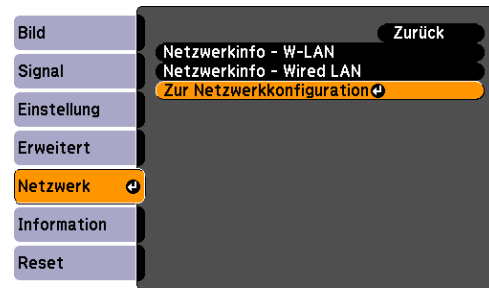 Bild
Signal
Einstellung
Erweitert
Netzwerk
Information
Reset
Zurück
Netzwerkinfo - W-LAN
Netzwerkinfo - Wired LAN
Zur Netzwerkkonfiguration